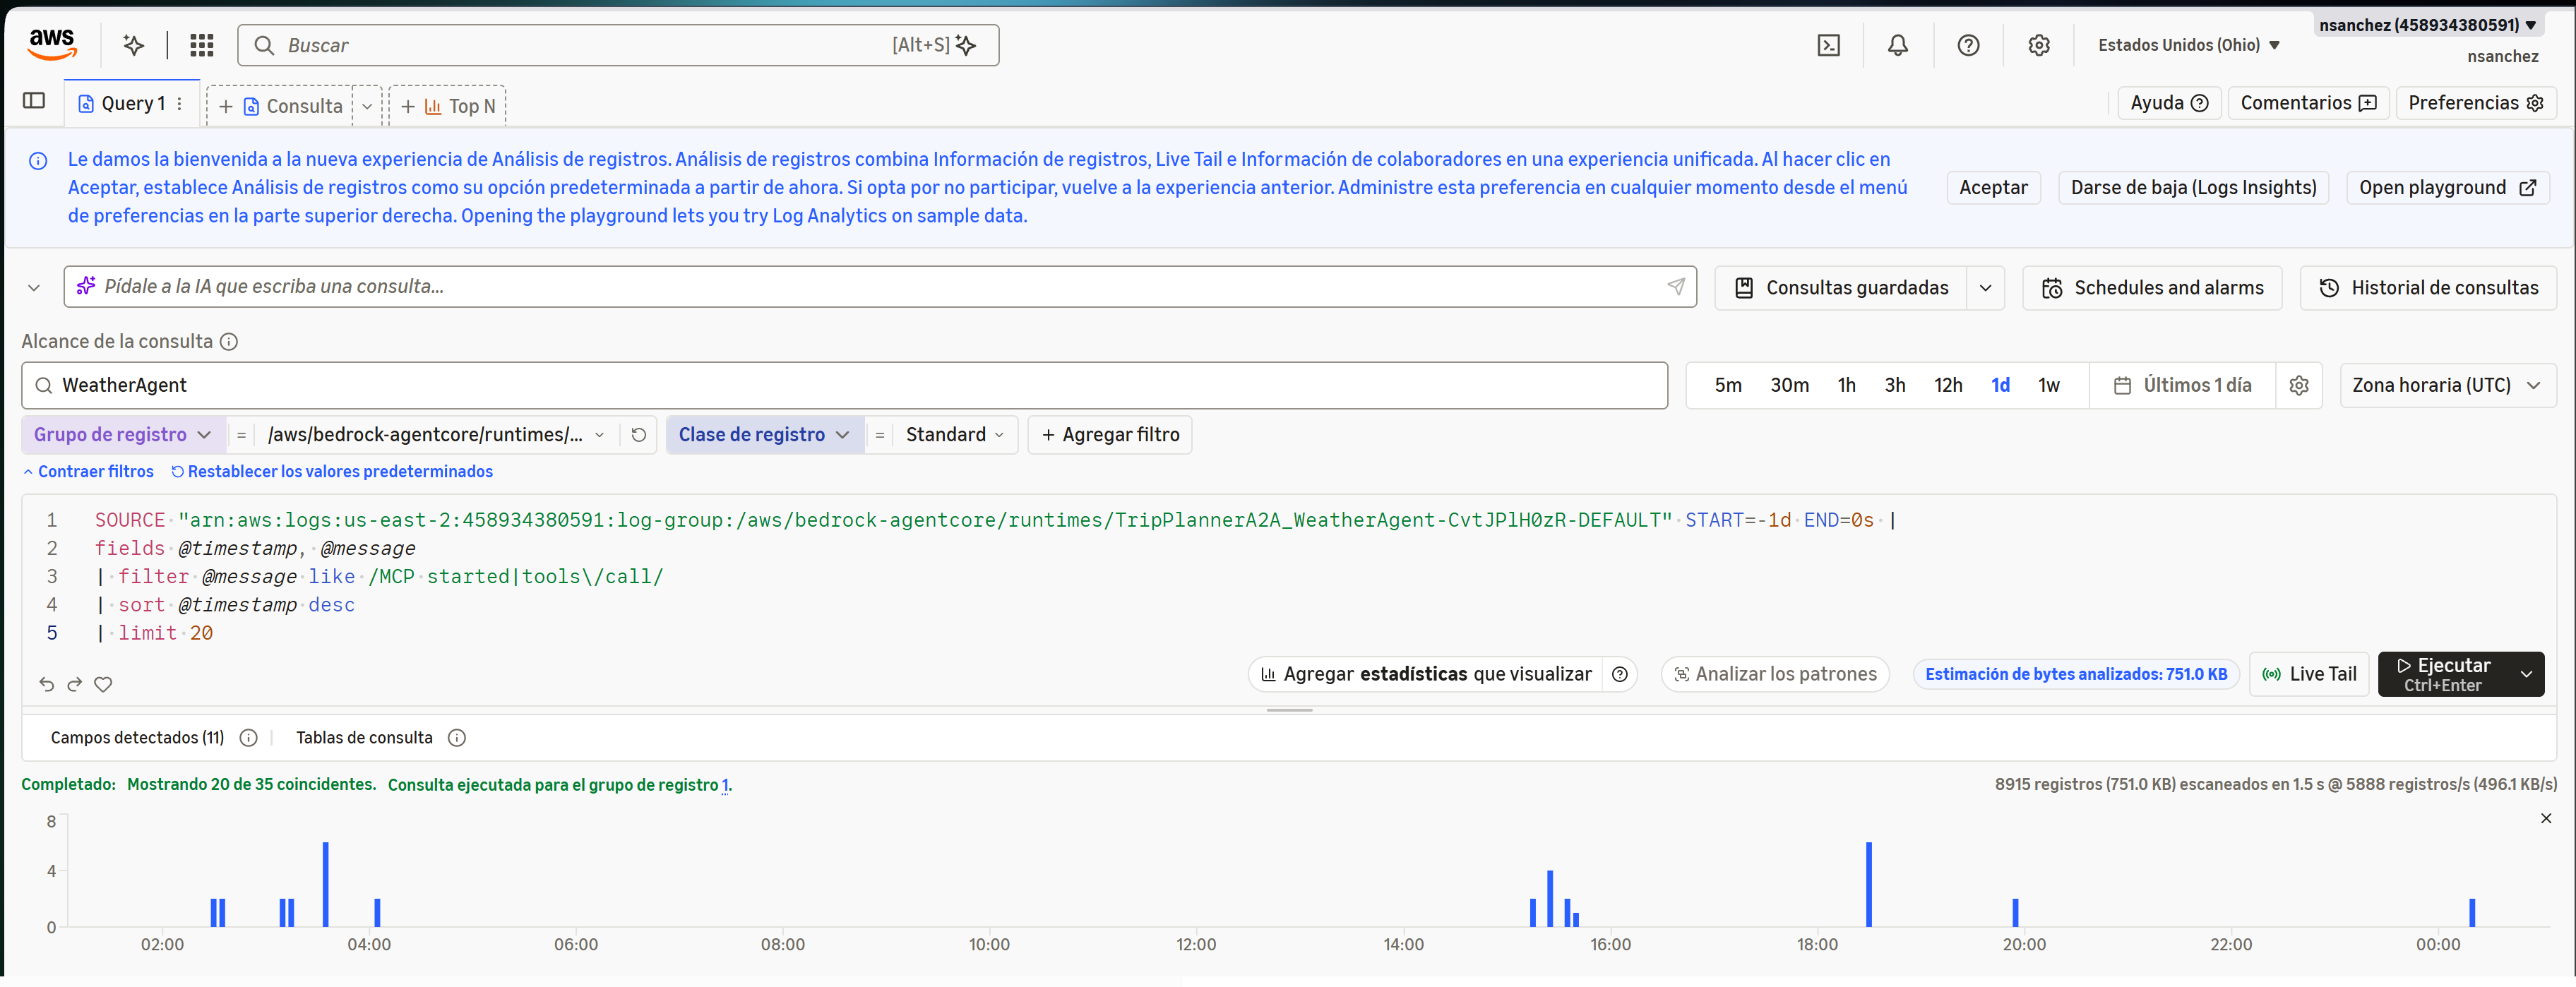 aws
Buscar [Alt+S]
Estados Unidos (Ohio) ▼
nsanchez (458934380591) ▼
nsanchez
Query 1
+ Consulta
+ Top N
Ayuda
Comentarios
Preferencias
Le damos la bienvenida a la nueva experiencia de Análisis de registros. Análisis de registros combina Información de registros, Live Tail e Información de colaboradores en una experiencia unificada. Al hacer clic en
Aceptar, establece Análisis de registros como su opción predeterminada a partir de ahora. Si opta por no participar, vuelve a la experiencia anterior. Administre esta preferencia en cualquier momento desde el menú
de preferencias en la parte superior derecha. Opening the playground lets you try Log Analytics on sample data.
Aceptar
Darse de baja (Logs Insights)
Open playground
Pídale a la IA que escriba una consulta...
Consultas guardadas
Schedules and alarms
Historial de consultas
Alcance de la consulta
WeatherAgent
5m 30m 1h 3h 12h 1d 1w
Últimos 1 día
Zona horaria (UTC)
Grupo de registro = /aws/bedrock-agentcore/runtimes/...
Clase de registro = Standard
+ Agregar filtro
Contraer filtros
Restablecer los valores predeterminados
1 SOURCE "arn:aws:logs:us-east-2:458934380591:log-group:/aws/bedrock-agentcore/runtimes/TripPlannerA2A_WeatherAgent-CvtJPlH0zR-DEFAULT" START=-1d END=0s |
2 fields @timestamp, @message
3 | filter @message like /MCP started|tools\/call/
4 | sort @timestamp desc
5 | limit 20
Agregar estadísticas que visualizar
Analizar los patrones
Estimación de bytes analizados: 751.0 KB
Live Tail
Ejecutar
Ctrl+Enter
Campos detectados (11)
Tablas de consulta
Completado: Mostrando 20 de 35 coincidentes. Consulta ejecutada para el grupo de registro 1.
8915 registros (751.0 KB) escaneados en 1.5 s @ 5888 registros/s (496.1 KB/s)
8
4
0
02:00 04:00 06:00 08:00 10:00 12:00 14:00 16:00 18:00 20:00 22:00 00:00